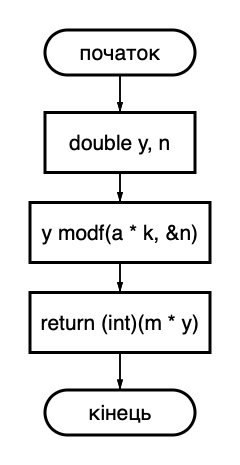 початок
double y, n
y modf(a * k, &n)
return (int)(m * y)
кінець